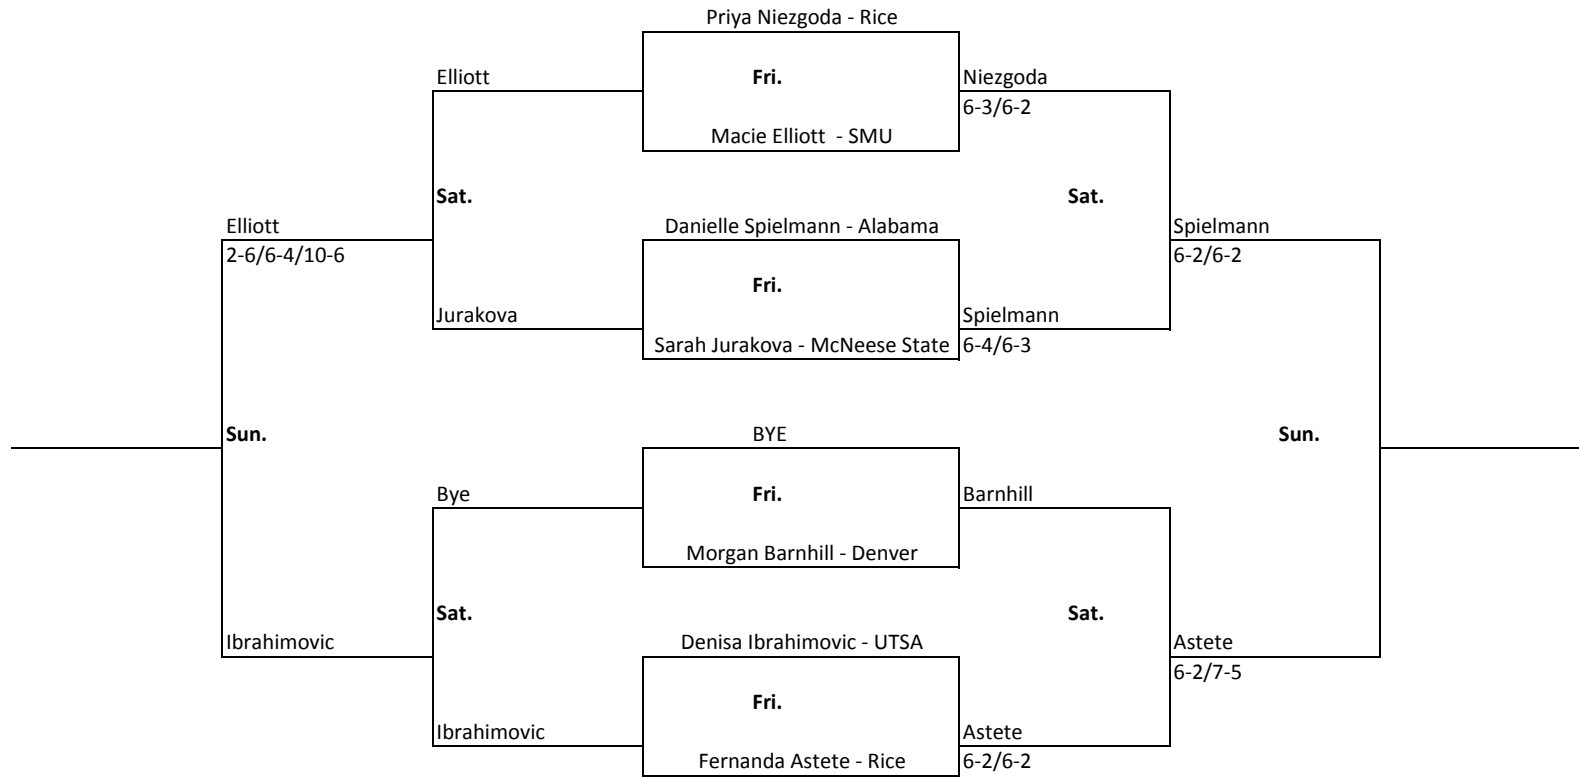 Priya Niezgoda - Rice
Elliott Fri. Niezgoda
6-3/6-2
Macie Elliott  - SMU
Sat. Sat.
Elliott Danielle Spielmann - Alabama Spielmann
2-6/6-4/10-6 6-2/6-2
Fri.
Jurakova Spielmann
Sarah Jurakova - McNeese State 6-4/6-3
Sun. BYE Sun.
Bye Fri. Barnhill
Morgan Barnhill - Denver
Sat. Sat.
Ibrahimovic Denisa Ibrahimovic - UTSA Astete
6-2/7-5
Fri.
Ibrahimovic Astete
Fernanda Astete - Rice 6-2/6-2